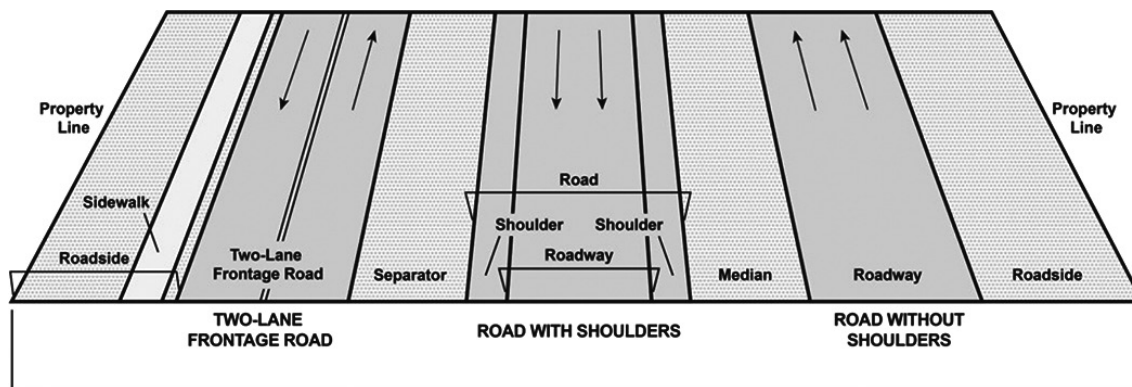 Property
Line
Property
Line
Road
Sidewalk
Shoulder
Shoulder
Roadside
Two-Lane
Frontage Road
Roadway
Separator
Median
Roadway
Roadside
TWO-LANE
FRONTAGE ROAD
ROAD WITH SHOULDERS
ROAD WITHOUT
SHOULDERS